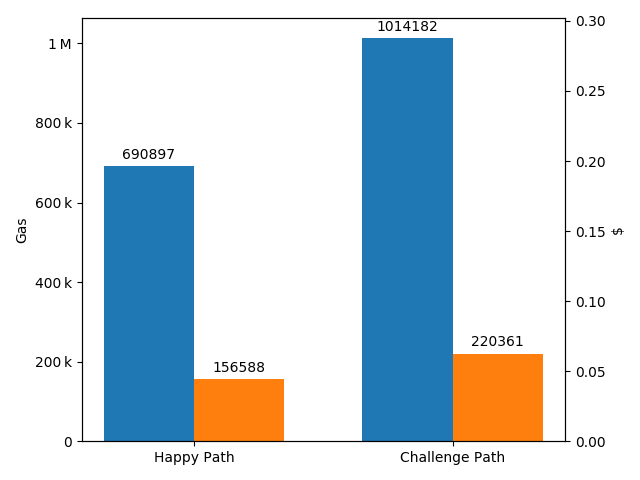 1014182
690897
220361
156588
Gas
1 M
800 k
600 k
400 k
200 k
0
$
0.30
0.25
0.20
0.15
0.10
0.05
0.00
Happy Path
Challenge Path